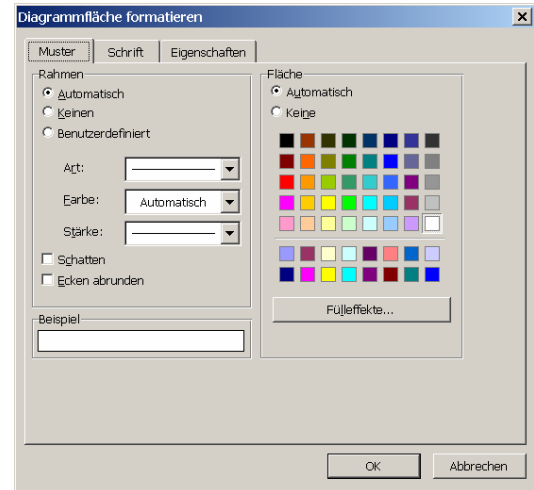 Diagrammfläche formatieren
Muster Schrift Eigenschaften
Rahmen
Automatisch
Keinen
Benutzerdefiniert
Art:
Farbe: Automatisch
Stärke:
Schatten
Ecken abrunden
Beispiel
Fläche
Automatisch
Keine
Fülleffekte...
OK Abbrechen